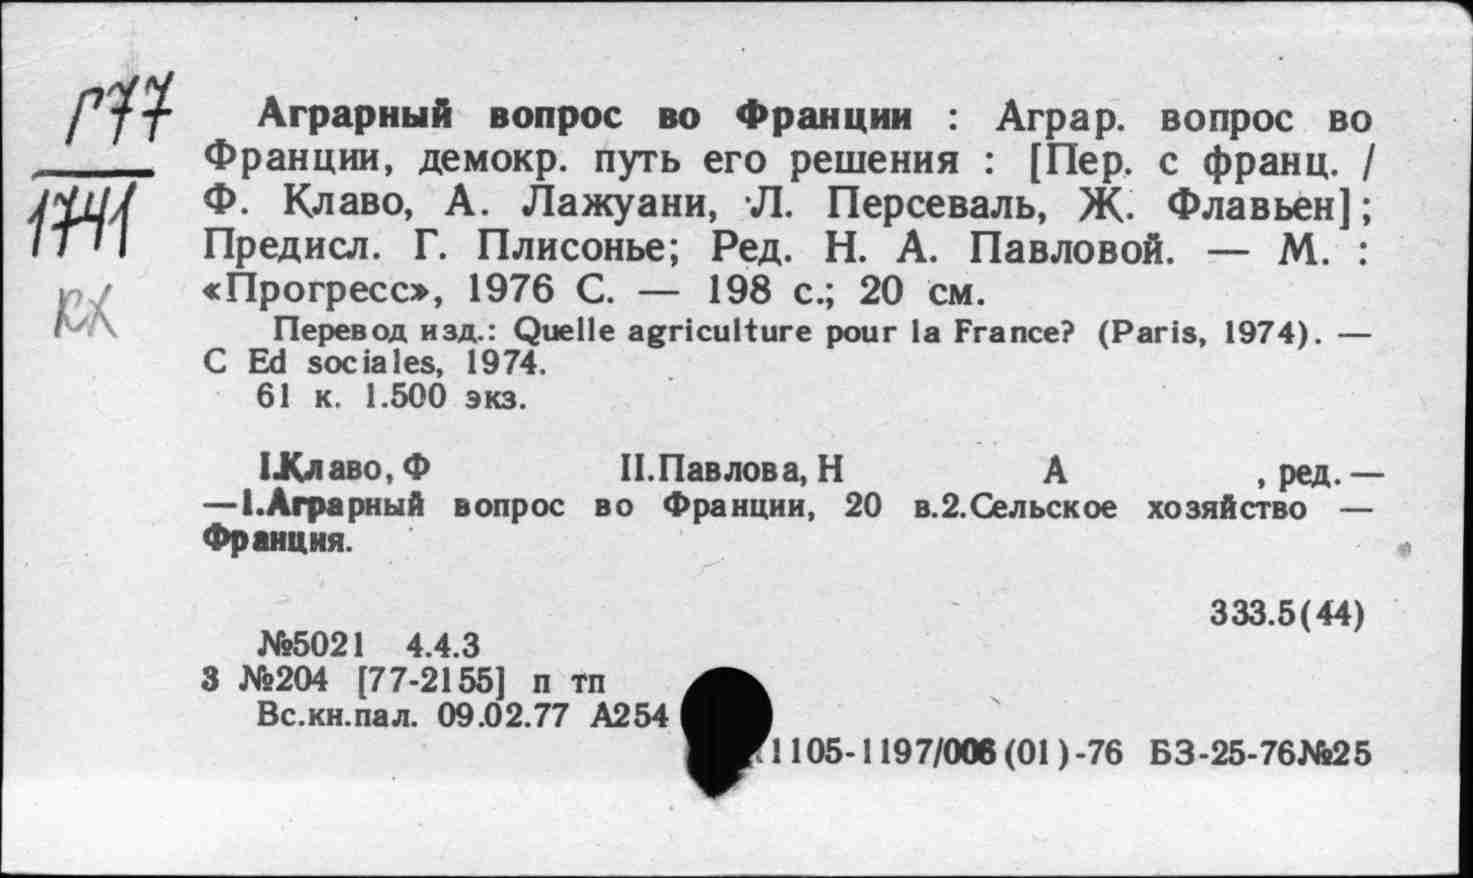 Г77
1741
кх
Аграрный вопрос во Франции : Аграр. вопрос во
Франции, демокр. путь его решения : [Пер. с франц. /
Ф. Клаво, А. Лажуани, Л. Персеваль, Ж. Флавьен];
Предисл. Г. Плисонье; Ред. Н. А. Павловой. — М. :
«Прогресс», 1976 С. — 198 с.; 20 см.
Перевод изд.: Quelle agriculture pour la France? (Paris, 1974). —
С Ed sociales, 1974.
61 к. 1.500 экз.
I.Клаво, Ф II.Павлова, Н А , ред. —
—1.Аграрный вопрос во Франции, 20 в.2.Сельское хозяйство —
Франция.
333.5(44)
№5021 4.4.3
3 №204 [77-2155] п тп
Вс.кн.пал. 09.02.77 А254
11105-1197/006(01)-76 БЗ-25-76№25